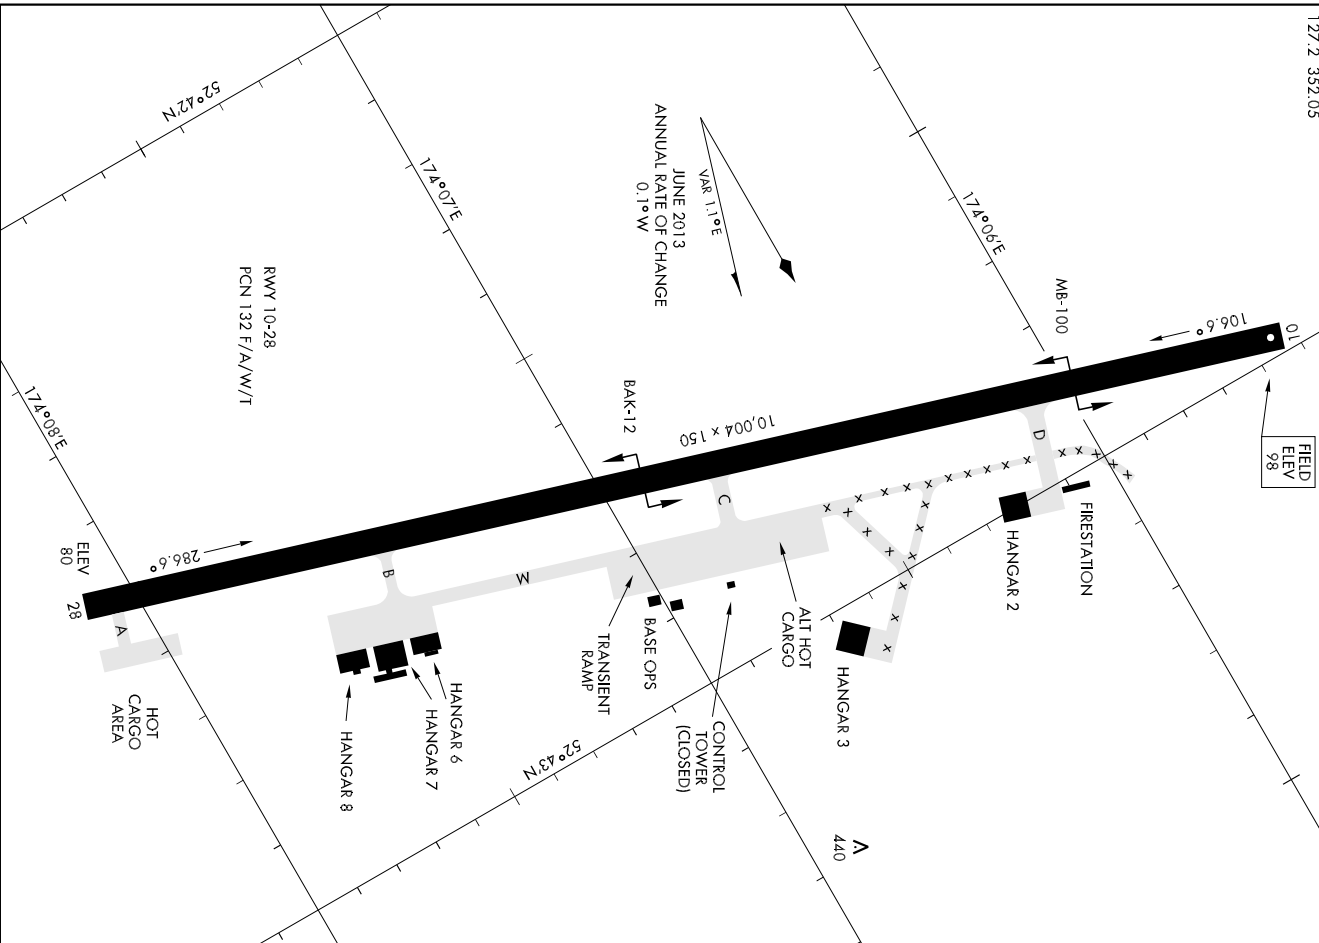 127.2 352.05
52°42'N
174°07'E
VAR 1.1°E
JUNE 2013
ANNUAL RATE OF CHANGE
0.1°W
174°06'E
MB-100
106.6°
10
FIELD
ELEV
98
RWY 10-28
PCN 132 F/A/W/T
BAK-12
10,004 x 150
D
FIRESTATION
HANGAR 2
C
174°08'E
ELEV
80
286.6°
28
A
B
W
HOT
CARGO
AREA
HANGAR 6
HANGAR 7
HANGAR 8
TRANSIENT
RAMP
BASE OPS
ALT HOT
CARGO
CONTROL
TOWER
(CLOSED)
HANGAR 3
52°43'N
440
x x x x x x x x x x x x x x x x x x x x x x x